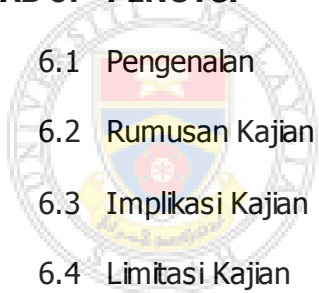 6.1 Pengenalan
6.2 Rumusan Kajian
6.3 Implikasi Kajian
6.4 Limitasi Kajian